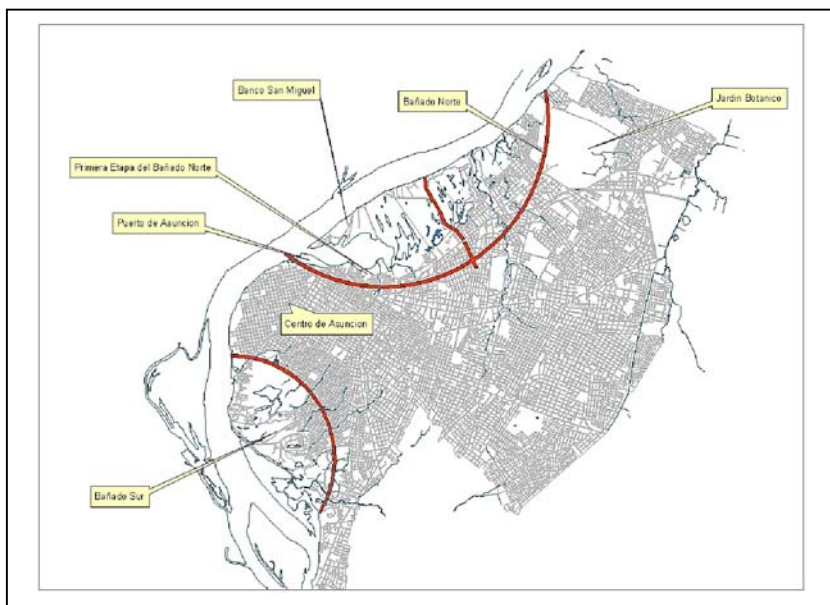 Banco San Miguel
Bañado Norte
Jardin Botanico
Primera Etapa del Bañado Norte
Puerto de Asuncion
Centro de Asuncion
Bañado Sur